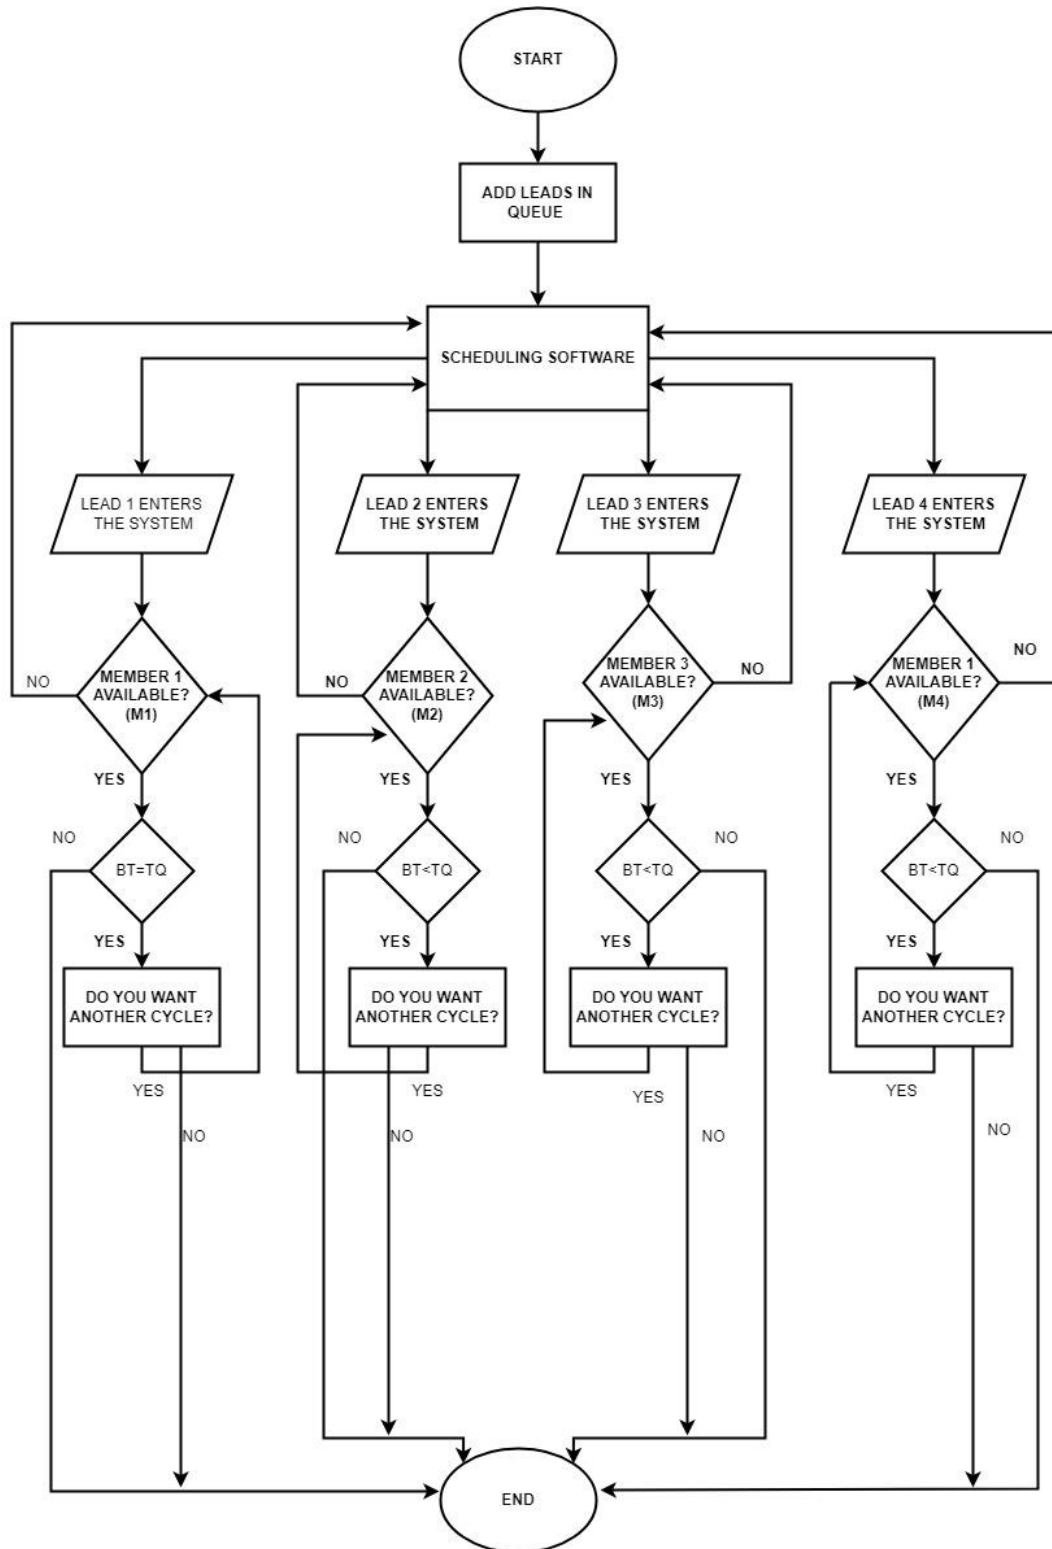 START
ADD LEADS IN
QUEUE
SCHEDULING SOFTWARE
LEAD 1 ENTERS
THE SYSTEM
LEAD 2 ENTERS
THE SYSTEM
LEAD 3 ENTERS
THE SYSTEM
LEAD 4 ENTERS
THE SYSTEM
NO
MEMBER 1
AVAILABLE?
(M1)
NO
MEMBER 2
AVAILABLE?
(M2)
MEMBER 3
AVAILABLE?
(M3)
NO
MEMBER 1
AVAILABLE?
(M4)
NO
YES
YES
YES
YES
NO
BT=TQ
NO
BT<TQ
BT<TQ
NO
BT<TQ
NO
YES
YES
YES
YES
DO YOU WANT
ANOTHER CYCLE?
DO YOU WANT
ANOTHER CYCLE?
DO YOU WANT
ANOTHER CYCLE?
DO YOU WANT
ANOTHER CYCLE?
YES
YES
YES
YES
NO
NO
NO
NO
END